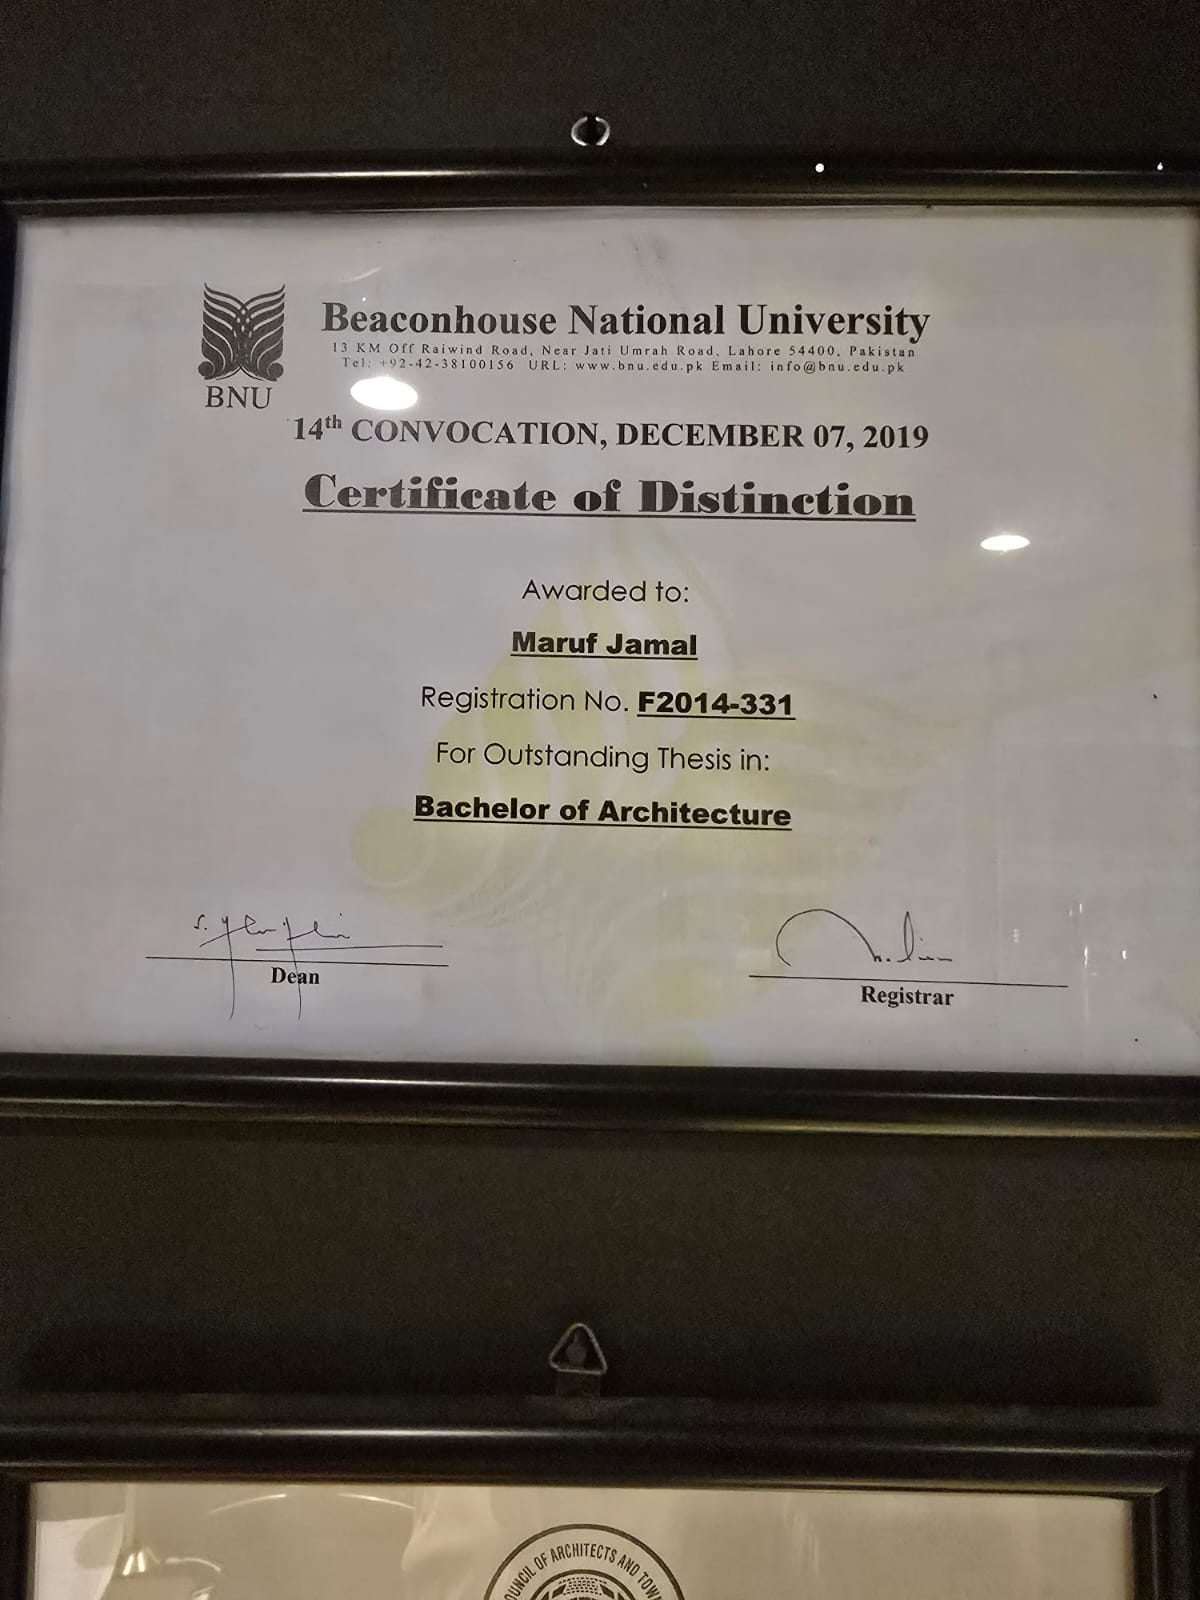 BNU
Beaconhouse National University
13 KM Off Raiwind Road, Near Jati Umrah Road, Lahore 54400, Pakistan
Tel: +92-42-38100156 URL: www.bnu.edu.pk Email: info@bnu.edu.pk
14th CONVOCATION, DECEMBER 07, 2019
Certificate of Distinction
Awarded to:
Maruf Jamal
Registration No. F2014-331
For Outstanding Thesis in:
Bachelor of Architecture
Dean
Registrar
OF ARCHITECTS AND